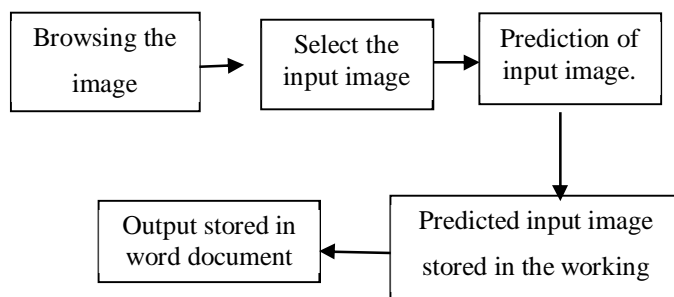 Browsing the
image
Select the
input image
Prediction of
input image.
Predicted input image
stored in the working
Output stored in
word document